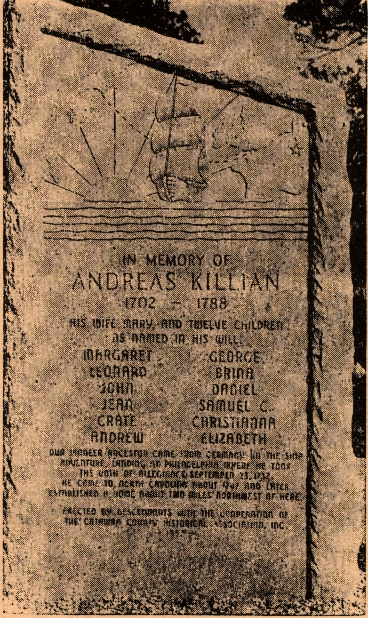 IN MEMORY OF
ANDREAS KILLIAN
1702 - 1788
HIS WIFE MARY, AND TWELVE CHILDREN
AS NAMED IN HIS WILL:
MARGARET GEORGE
LEONARD BRINA
JOHN DANIEL
JEAN SAMUEL C.
CRATE CHRISTIANNA
ANDREW ELIZABETH
OUR PIONEER ANCESTOR CAME FROM GERMANY ON THE SHIP
ADVENTURE, LANDING AT PHILADELPHIA WHERE HE TOOK
THE OATH OF ALLEGIANCE SEPTEMBER 23, 1732.
HE CAME TO NORTH CAROLINA ABOUT AND LATER
ESTABLISHED A HOME ABOUT TWO MILES NORTHWEST OF HERE
ERECTED BY DESCENDANTS WITH THE COOPERATION OF
THE CATAWBA COUNTY HISTORICAL ASSOCIATION, INC.